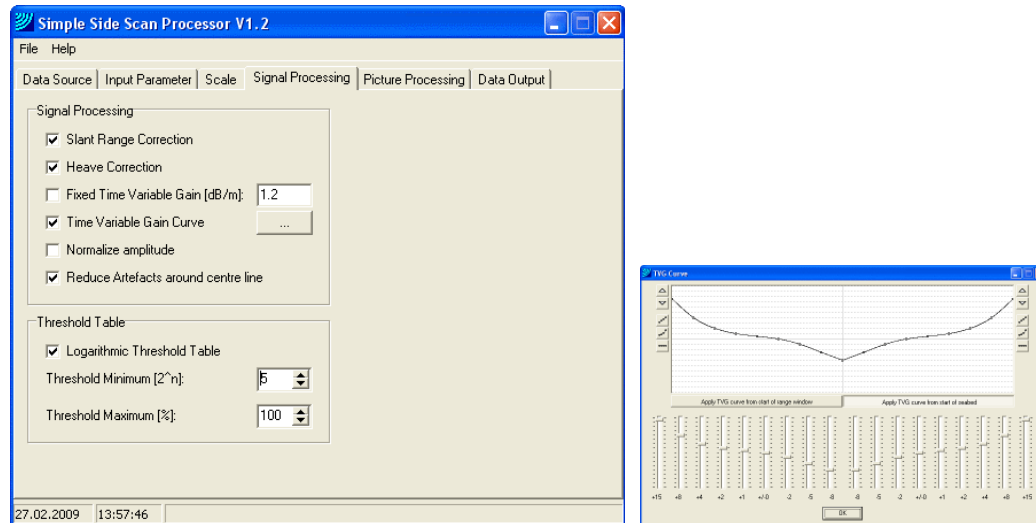 Simple Side Scan Processor V1.2
File Help
Data Source Input Parameter Scale Signal Processing Picture Processing Data Output
Signal Processing
Slant Range Correction
Heave Correction
Fixed Time Variable Gain [dB/m]: 1.2
Time Variable Gain Curve ...
Normalize amplitude
Reduce Artefacts around centre line
Threshold Table
Logarithmic Threshold Table
Threshold Minimum [2^n]: 5
Threshold Maximum [%]: 100
27.02.2009 13:57:46
TVG Curve
Apply TVG curve from start of range window Apply TVG curve from start of seabed
+15 +8 +4 +2 +1 +/-0 -2 -5 -8 -8 -5 -2 +/-0 +1 +2 +4 +8 +15
OK